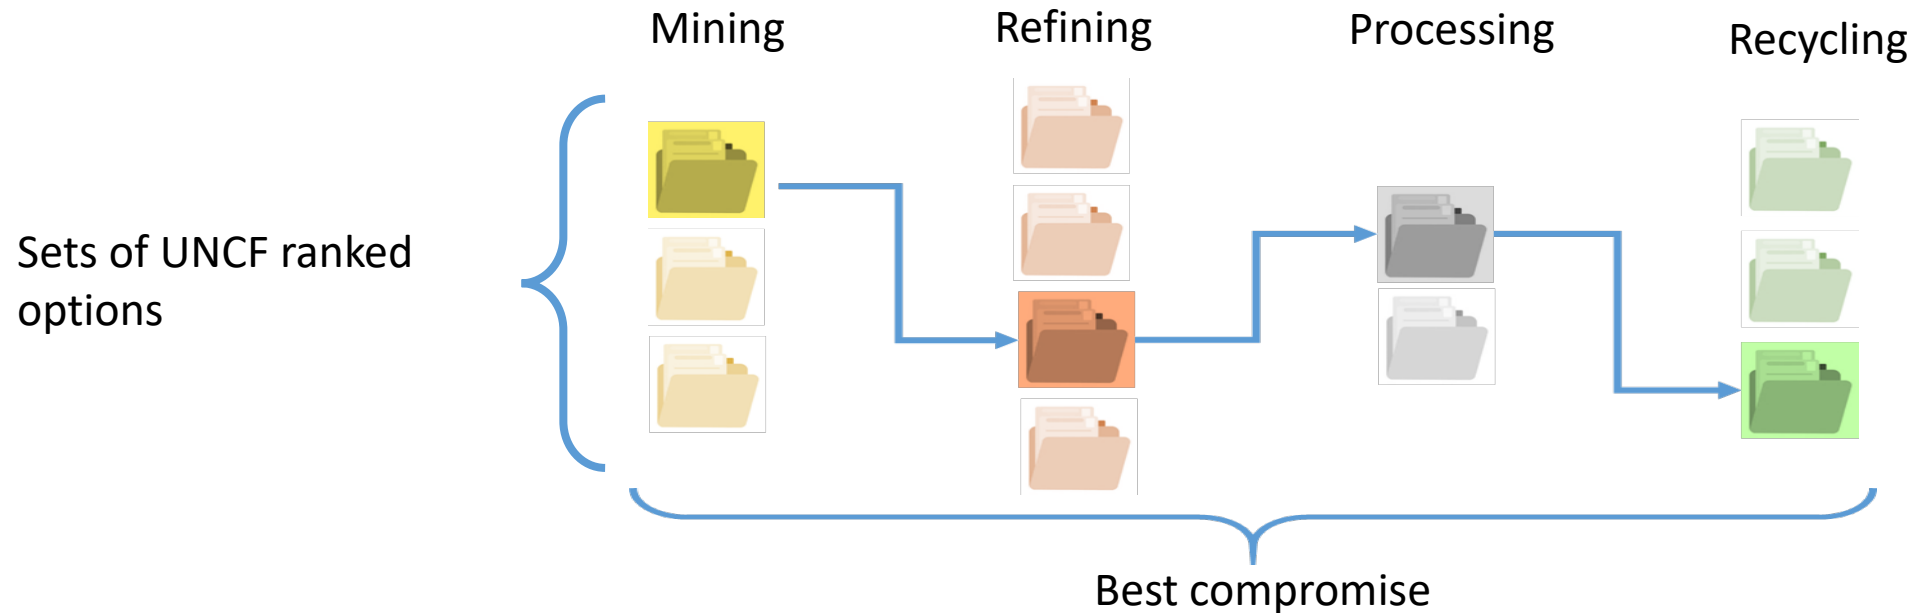 Mining
Refining
Processing
Recycling
Sets of UNCF ranked
options
Best compromise